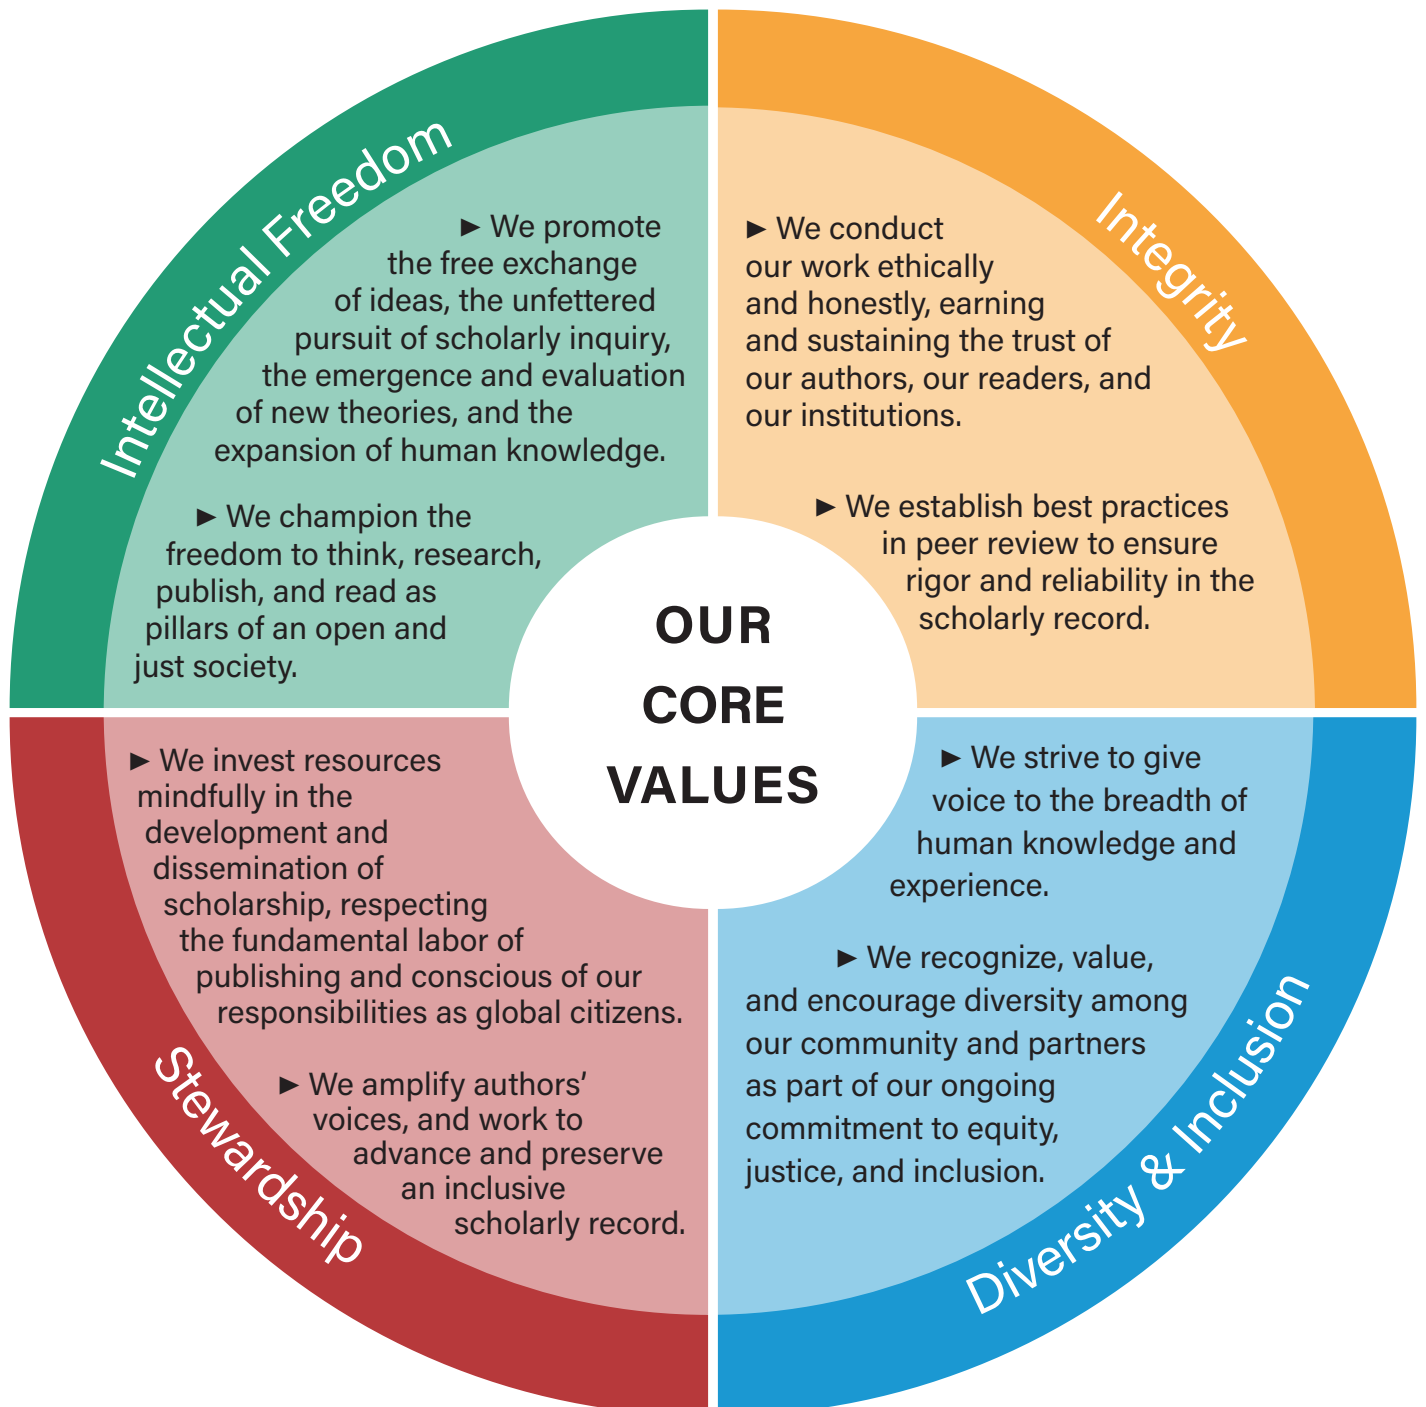 OUR
CORE
VALUES
Intellectual Freedom
► We promote
the free exchange
of ideas, the unfettered
pursuit of scholarly inquiry,
the emergence and evaluation
of new theories, and the
expansion of human knowledge.
► We champion the
freedom to think, research,
publish, and read as
pillars of an open and
just society.
Integrity
► We conduct
our work ethically
and honestly, earning
and sustaining the trust of
our authors, our readers, and
our institutions.
► We establish best practices
in peer review to ensure
rigor and reliability in the
scholarly record.
Stewardship
► We invest resources
mindfully in the
development and
dissemination of
scholarship, respecting
the fundamental labor of
publishing and conscious of our
responsibilities as global citizens.
► We amplify authors’
voices, and work to
advance and preserve
an inclusive
scholarly record.
Diversity & Inclusion
► We strive to give
voice to the breadth of
human knowledge and
experience.
► We recognize, value,
and encourage diversity among
our community and partners
as part of our ongoing
commitment to equity,
justice, and inclusion.